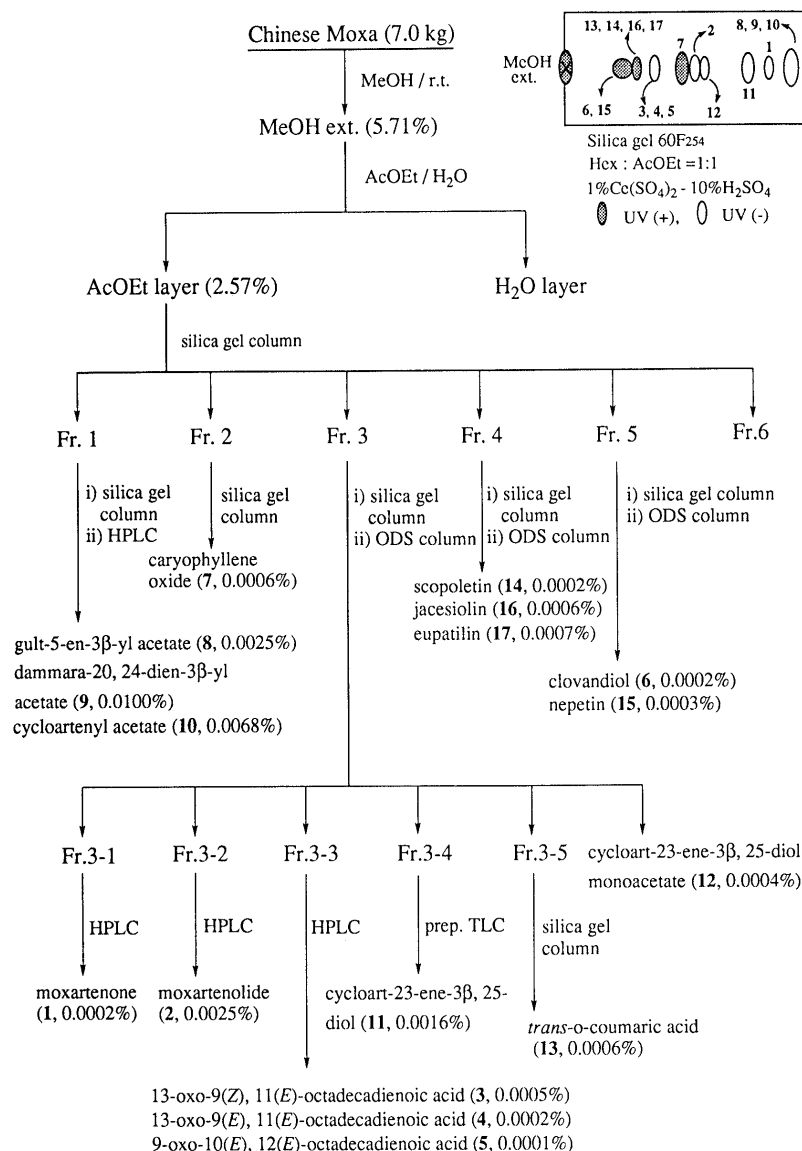 Chinese Moxa (7.0 kg)
MeOH / r.t.
MeOH ext. (5.71%)
AcOEt / H₂O
AcOEt layer (2.57%)
H₂O layer
13, 14, 16, 17
8, 9, 10
2
7
1
MeOH
ext.
6, 15
3, 4, 5
12
11
Silica gel 60F254
Hex : AcOEt =1:1
1%Ce(SO₄)₂ - 10%H₂SO₄
UV (+), UV (-)
silica gel column
Fr. 1
Fr. 2
Fr. 3
Fr. 4
Fr. 5
Fr.6
i) silica gel
column
ii) HPLC
silica gel
column
i) silica gel
column
ii) ODS column
i) silica gel
column
ii) ODS column
i) silica gel column
ii) ODS column
caryophyllene
oxide (7, 0.0006%)
scopoletin (14, 0.0002%)
jacesiolin (16, 0.0006%)
eupatilin (17, 0.0007%)
gult-5-en-3β-yl acetate (8, 0.0025%)
dammara-20, 24-dien-3β-yl
acetate (9, 0.0100%)
cycloartenyl acetate (10, 0.0068%)
clovandiol (6, 0.0002%)
nepetin (15, 0.0003%)
Fr.3-1
Fr.3-2
Fr.3-3
Fr.3-4
Fr.3-5
cycloart-23-ene-3β, 25-diol
monoacetate (12, 0.0004%)
HPLC
HPLC
HPLC
prep. TLC
silica gel
column
moxartenone
(1, 0.0002%)
moxartenolide
(2, 0.0025%)
cycloart-23-ene-3β, 25-
diol (11, 0.0016%)
trans-o-coumaric acid
(13, 0.0006%)
13-oxo-9(Z), 11(E)-octadecadienoic acid (3, 0.0005%)
13-oxo-9(E), 11(E)-octadecadienoic acid (4, 0.0002%)
9-oxo-10(E), 12(E)-octadecadienoic acid (5, 0.0001%)